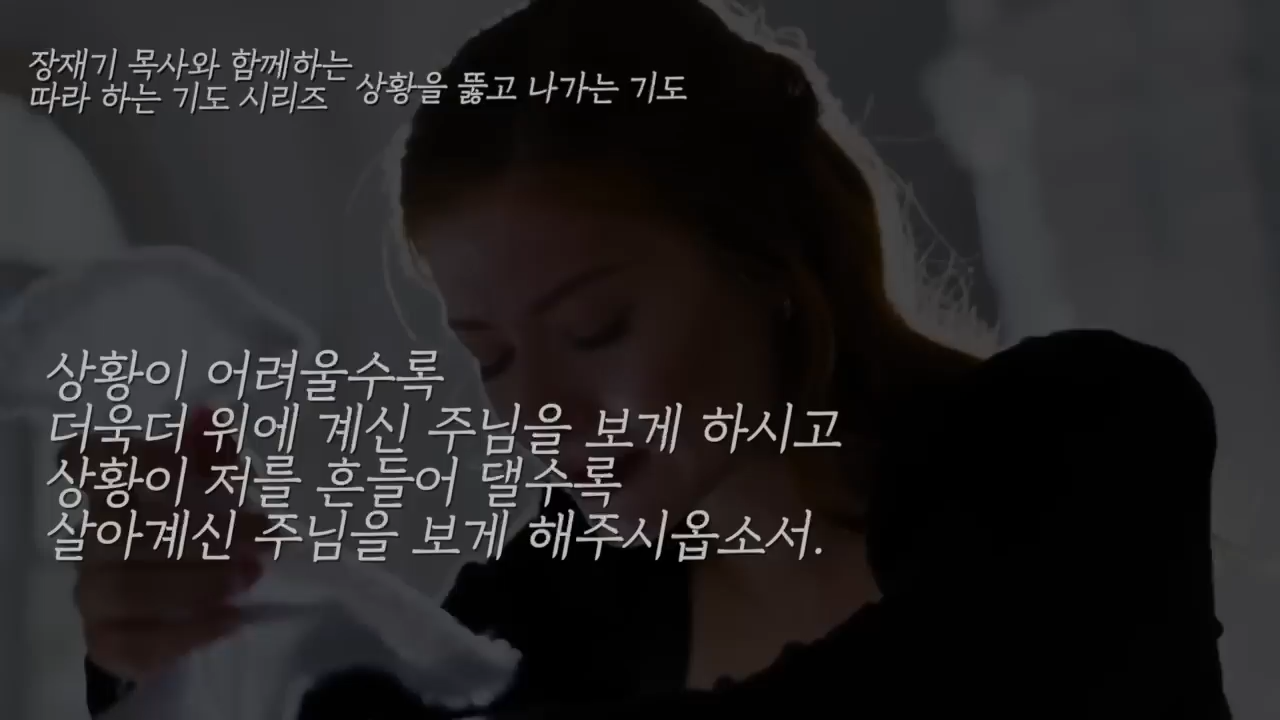 장재기 목사와 함께하는
따라 하는 기도 시리즈
상황을 뚫고 나가는 기도
상황이 어려울수록
더욱더 위에 계신 주님을 보게 하시고
상황이 저를 흔들어 댈수록
살아계신 주님을 보게 해주시옵소서.